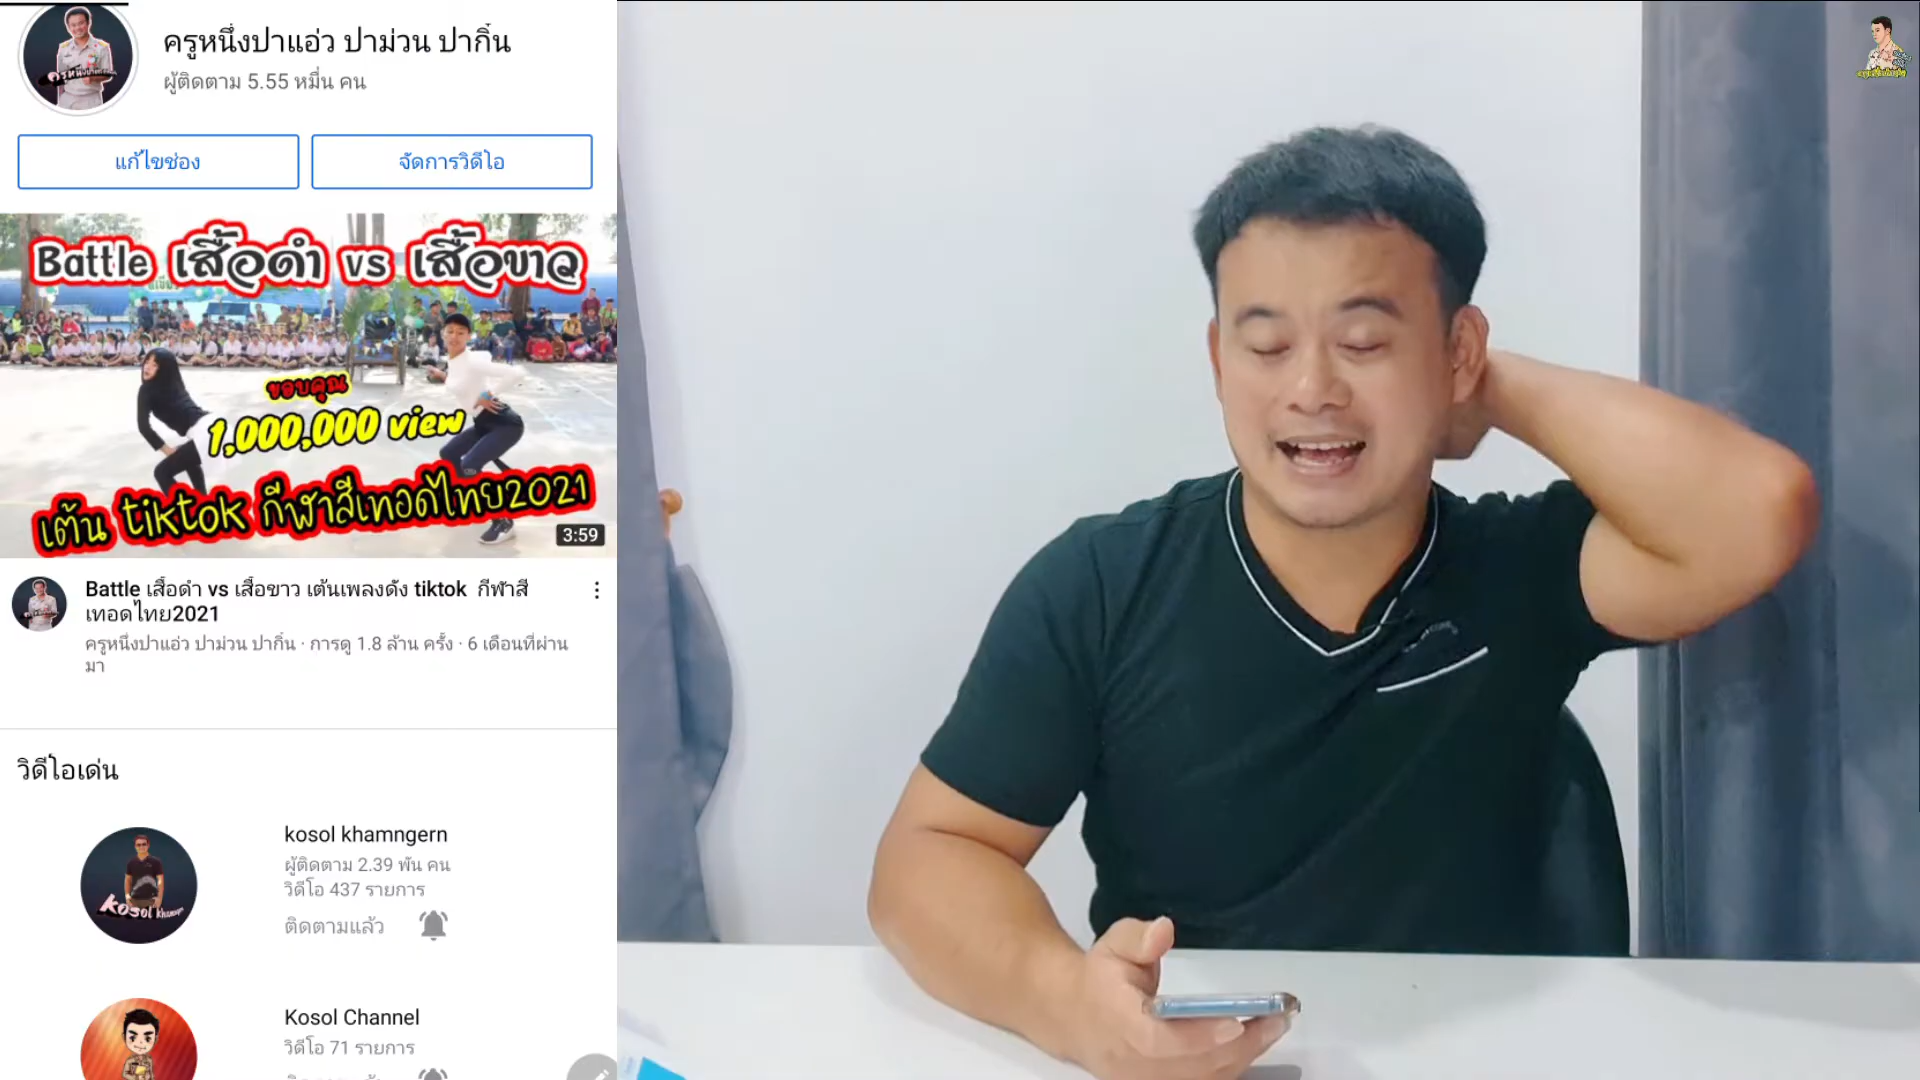 ครูหนึ่งปาแอ่ว ปาม่วน ปากิ๋น
ผู้ติดตาม 5.55 หมื่น คน
แก้ไขช่อง
จัดการวิดีโอ
Battle เสื้อดำ vs เสื้อขาว
ขอบคุณ
1,000,000 view
เต้น tiktok กีฬาสีเทอดไทย2021
3:59
Battle เสื้อดำ vs เสื้อขาว เต้นเพลงดัง tiktok กีฬาสี
เทอดไทย2021
ครูหนึ่งปาแอ่ว ปาม่วน ปากิ๋น · การดู 1.8 ล้าน ครั้ง · 6 เดือนที่ผ่าน
มา
วิดีโอเด่น
kosol khamngern
ผู้ติดตาม 2.39 พัน คน
วิดีโอ 437 รายการ
ติดตามแล้ว
kosol
Kosol Channel
วิดีโอ 71 รายการ